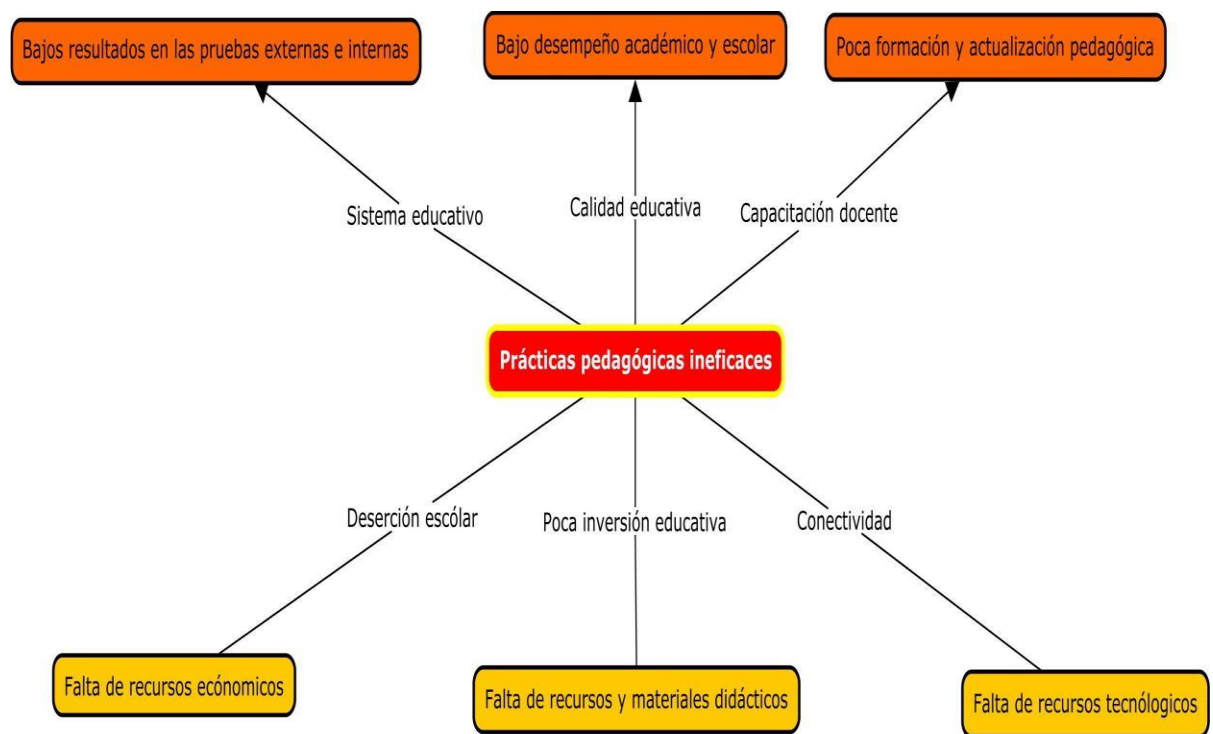 Bajos resultados en las pruebas externas e internas
Bajo desempeño académico y escolar
Poca formación y actualización pedagógica
Sistema educativo
Calidad educativa
Capacitación docente
Prácticas pedagógicas ineficaces
Deserción escólar
Poca inversión educativa
Conectividad
Falta de recursos ecónomicos
Falta de recursos y materiales didácticos
Falta de recursos tecnólogicos